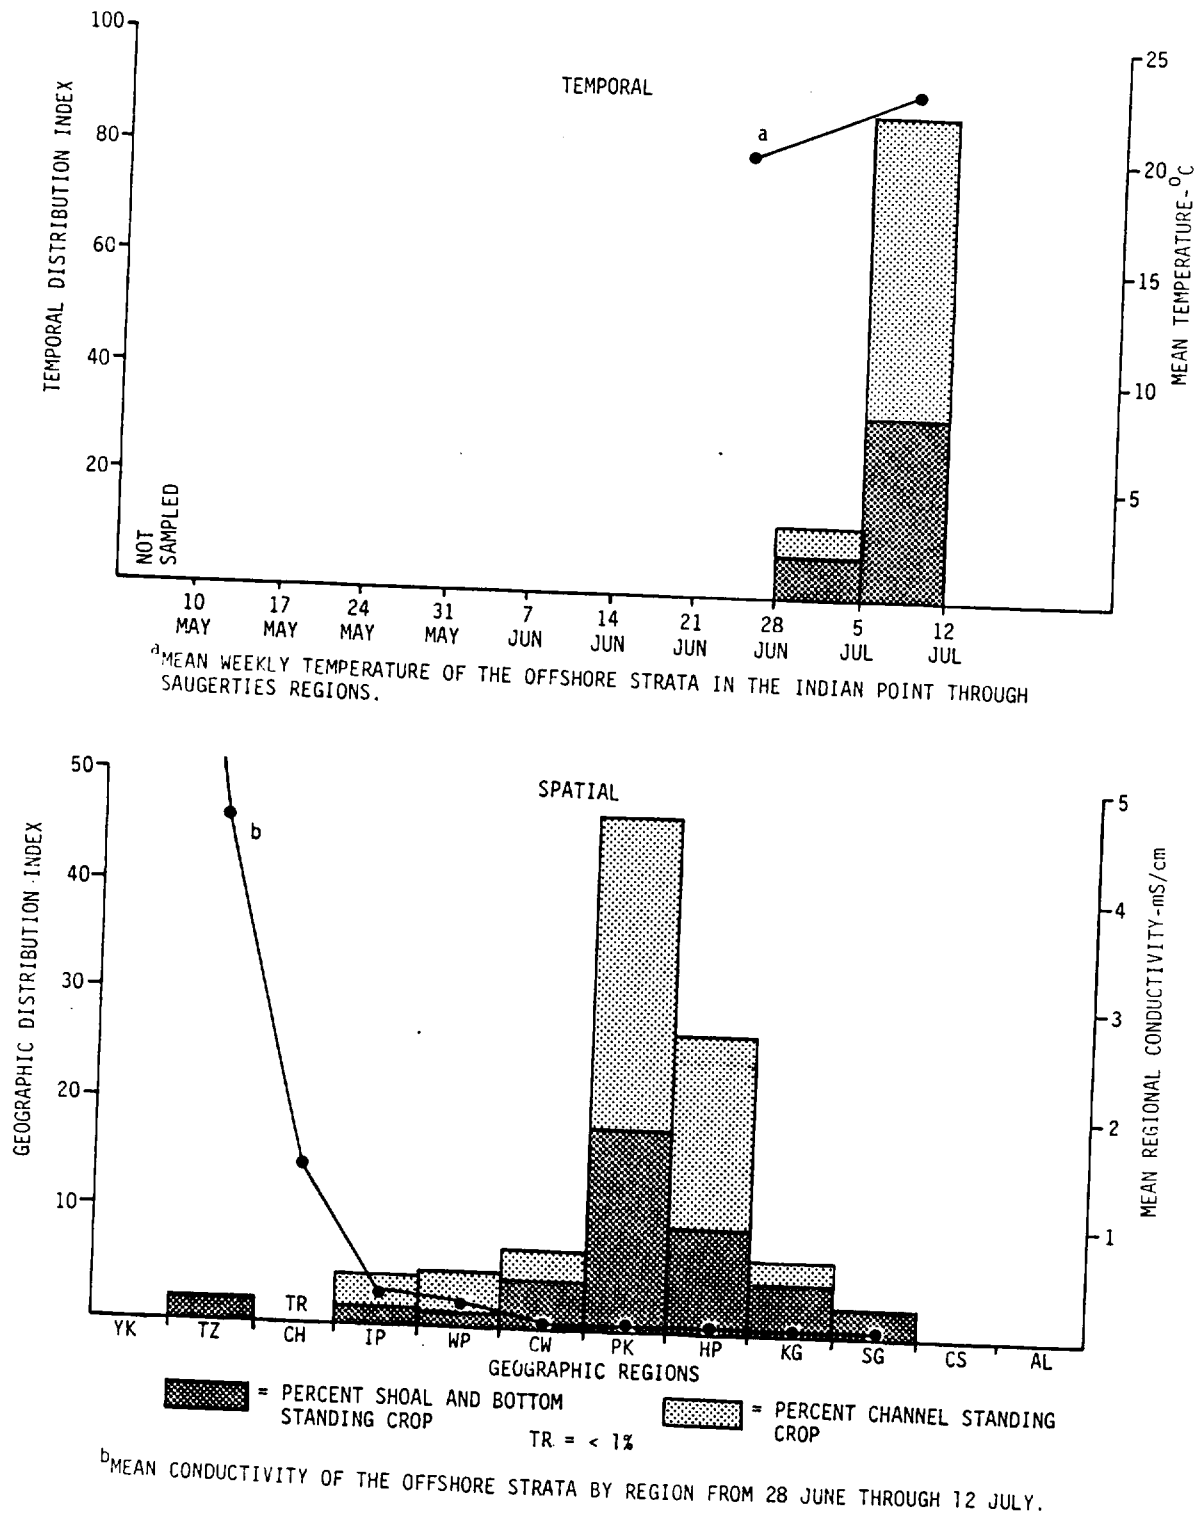 TEMPORAL
TEMPORAL DISTRIBUTION INDEX
100
80
60
40
20
MEAN TEMPERATURE-°C
25
20
15
10
5
a
NOT
SAMPLED
10 17 24 31 7 14 21 28 5 12
MAY MAY MAY MAY JUN JUN JUN JUN JUL JUL
aMEAN WEEKLY TEMPERATURE OF THE OFFSHORE STRATA IN THE INDIAN POINT THROUGH
SAUGERTIES REGIONS.
SPATIAL
GEOGRAPHIC DISTRIBUTION INDEX
50
40
30
20
10
MEAN REGIONAL CONDUCTIVITY-mS/cm
5
4
3
2
1
b
TR
YK TZ CH IP WP CW PK HP KG SG CS AL
GEOGRAPHIC REGIONS
= PERCENT SHOAL AND BOTTOM
STANDING CROP
= PERCENT CHANNEL STANDING
CROP
TR = < 1%
bMEAN CONDUCTIVITY OF THE OFFSHORE STRATA BY REGION FROM 28 JUNE THROUGH 12 JULY.